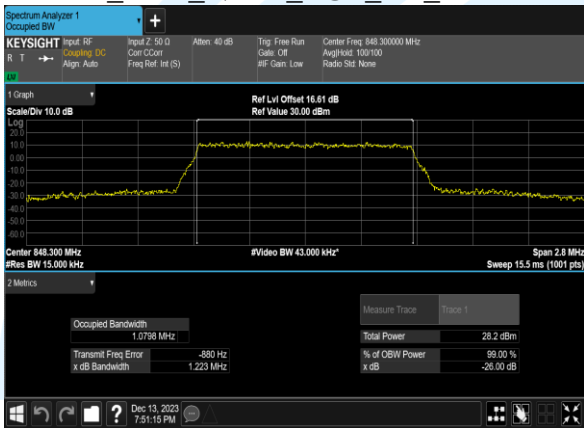 Spectrum Analyzer 1
Occupied BW
+
KEYSIGHT Input: RF Input Z: 50 Ω Atten: 40 dB Trig: Free Run Center Freq: 848.300000 MHz
R T Coupling: DC Corr CCorr Gate: Off Avg|Hold: 100/100
Align: Auto Freq Ref: Int (S) #IF Gain: Low Radio Std: None
LV
1 Graph Ref Lvl Offset 16.61 dB
Scale/Div 10.0 dB Ref Value 30.00 dBm
Log
20.0
10.0
0.00
-10.0
-20.0
-30.0
-40.0
-50.0
-60.0
Center 848.300 MHz #Video BW 43.000 kHz* Span 2.8 MHz
#Res BW 15.000 kHz Sweep 15.5 ms (1001 pts)
2 Metrics
Measure Trace Trace 1
Occupied Bandwidth
1.0798 MHz Total Power 28.2 dBm
Transmit Freq Error -880 Hz % of OBW Power 99.00 %
x dB Bandwidth 1.223 MHz x dB -26.00 dB
? Dec 13, 2023
7:51:15 PM